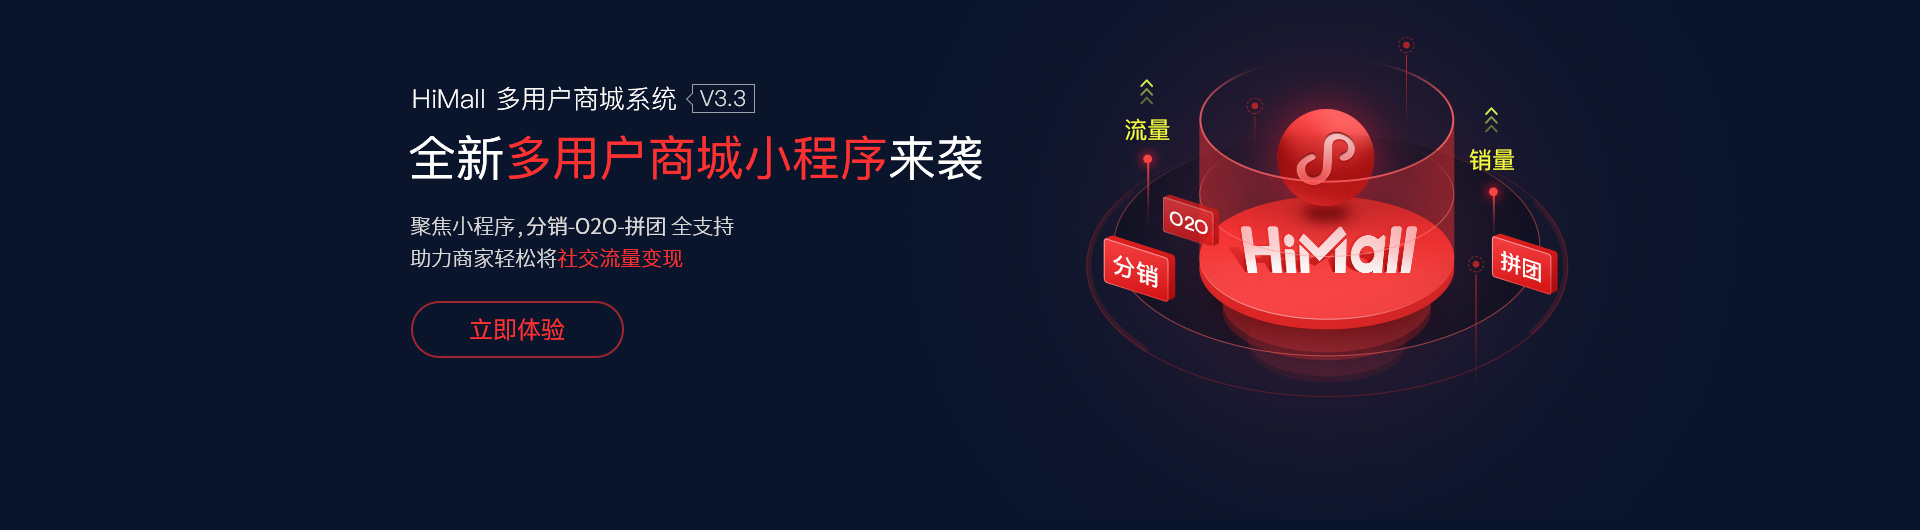 HiMall 多用户商城系统 V3.3
全新多用户商城小程序来袭
聚焦小程序,分销-O2O-拼团 全支持
助力商家轻松将社交流量变现
立即体验
流量
销量
O2O
分销
HiMall
拼团